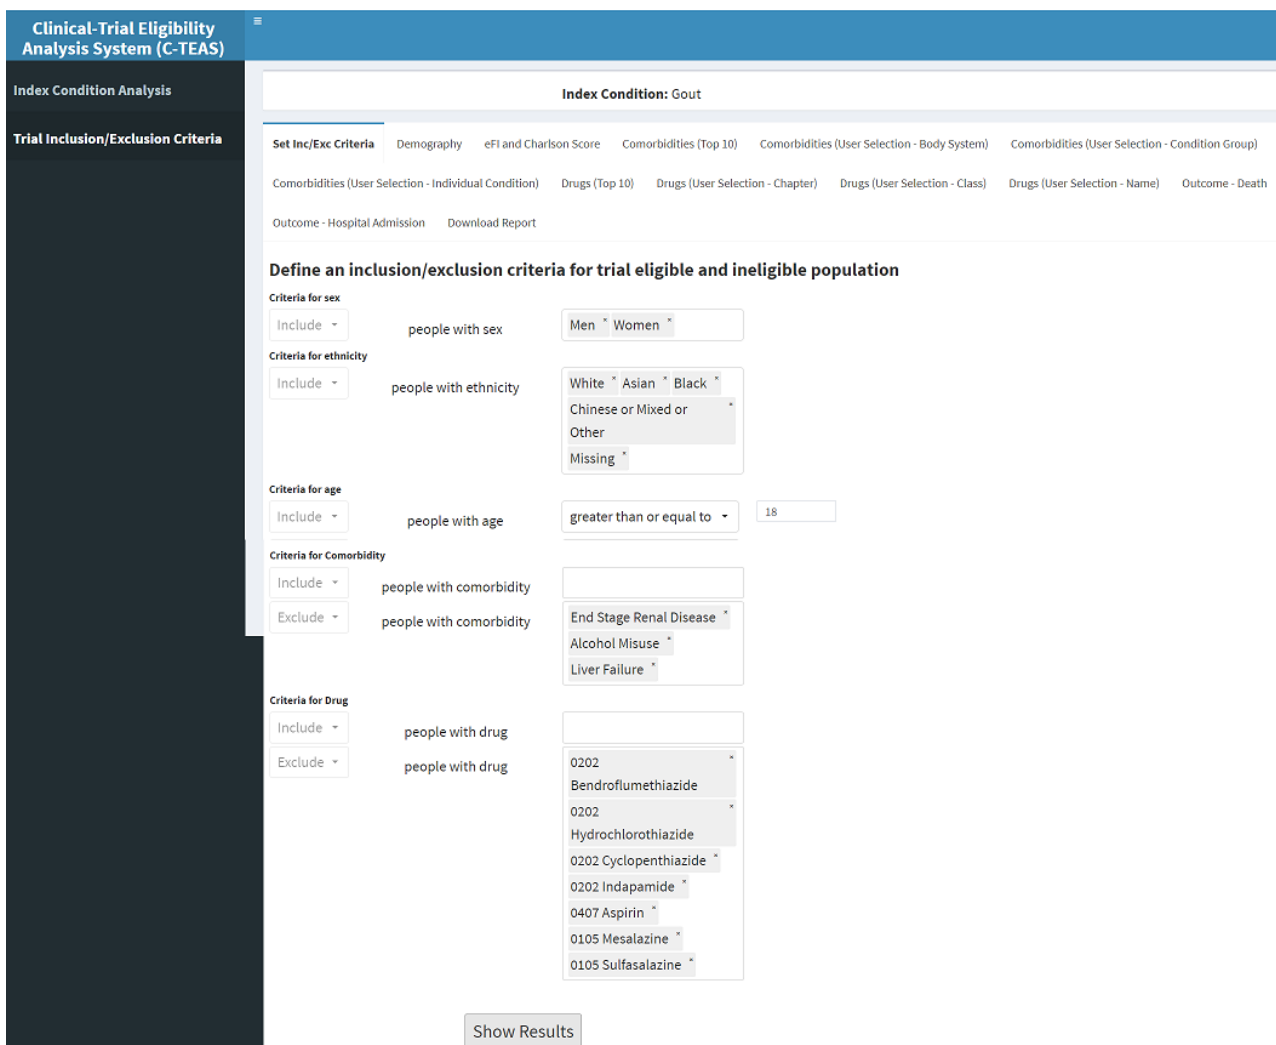 Clinical-Trial Eligibility
Analysis System (C-TEAS)
Index Condition Analysis
Trial Inclusion/Exclusion Criteria
Index Condition: Gout
Set Inc/Exc Criteria Demography eFI and Charlson Score Comorbidities (Top 10) Comorbidities (User Selection - Body System) Comorbidities (User Selection - Condition Group)
Comorbidities (User Selection - Individual Condition) Drugs (Top 10) Drugs (User Selection - Chapter) Drugs (User Selection - Class) Drugs (User Selection - Name) Outcome - Death
Outcome - Hospital Admission Download Report
Define an inclusion/exclusion criteria for trial eligible and ineligible population
Criteria for sex
Include people with sex Men × Women ×
Criteria for ethnicity
Include people with ethnicity White × Asian × Black ×
Chinese or Mixed or ×
Other
Missing ×
Criteria for age
Include people with age greater than or equal to 18
Criteria for Comorbidity
Include people with comorbidity
Exclude people with comorbidity End Stage Renal Disease ×
Alcohol Misuse ×
Liver Failure ×
Criteria for Drug
Include people with drug
Exclude people with drug 0202 ×
Bendroflumethiazide
0202 ×
Hydrochlorothiazide
0202 Cyclopenthiazide ×
0202 Indapamide ×
0407 Aspirin ×
0105 Mesalazine ×
0105 Sulfasalazine ×
Show Results